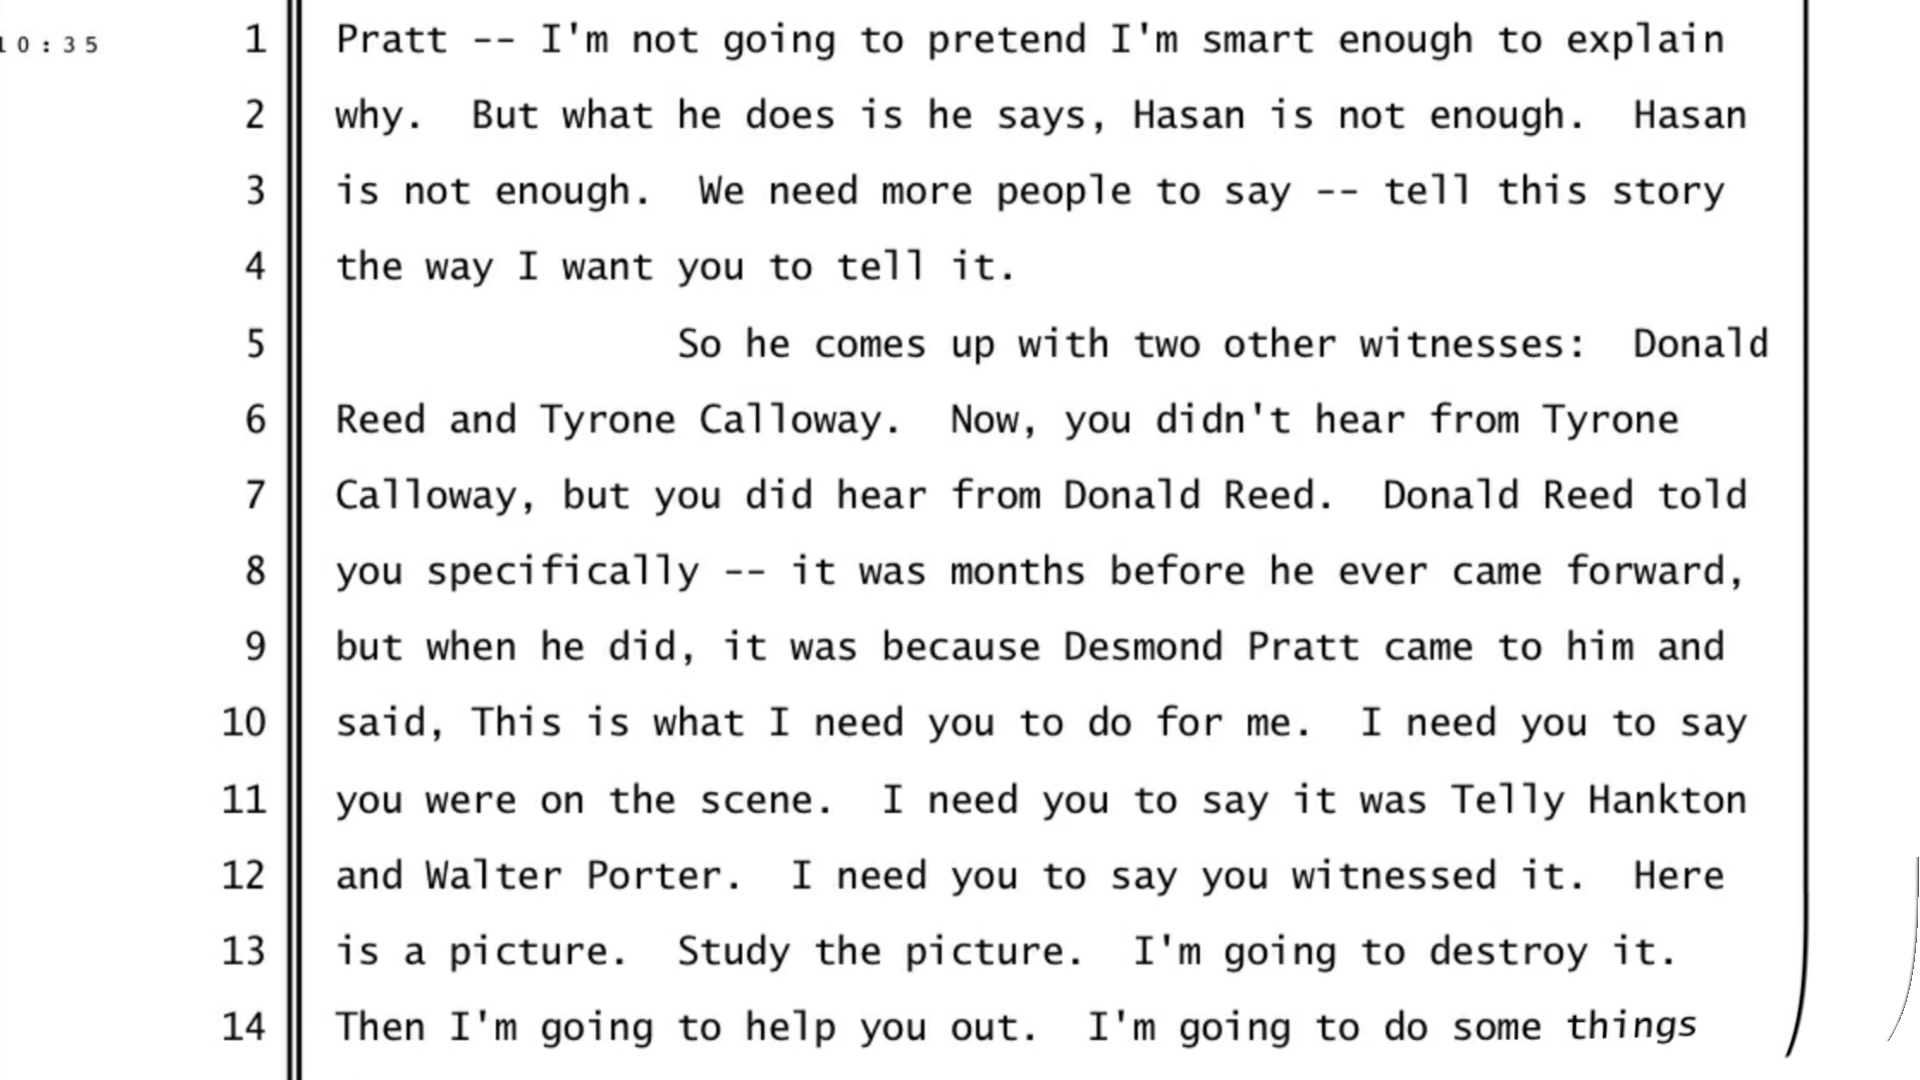 10:35 1 Pratt -- I'm not going to pretend I'm smart enough to explain
2 why. But what he does is he says, Hasan is not enough. Hasan
3 is not enough. We need more people to say -- tell this story
4 the way I want you to tell it.
5 So he comes up with two other witnesses: Donald
6 Reed and Tyrone Calloway. Now, you didn't hear from Tyrone
7 Calloway, but you did hear from Donald Reed. Donald Reed told
8 you specifically -- it was months before he ever came forward,
9 but when he did, it was because Desmond Pratt came to him and
10 said, This is what I need you to do for me. I need you to say
11 you were on the scene. I need you to say it was Telly Hankton
12 and Walter Porter. I need you to say you witnessed it. Here
13 is a picture. Study the picture. I'm going to destroy it.
14 Then I'm going to help you out. I'm going to do some things